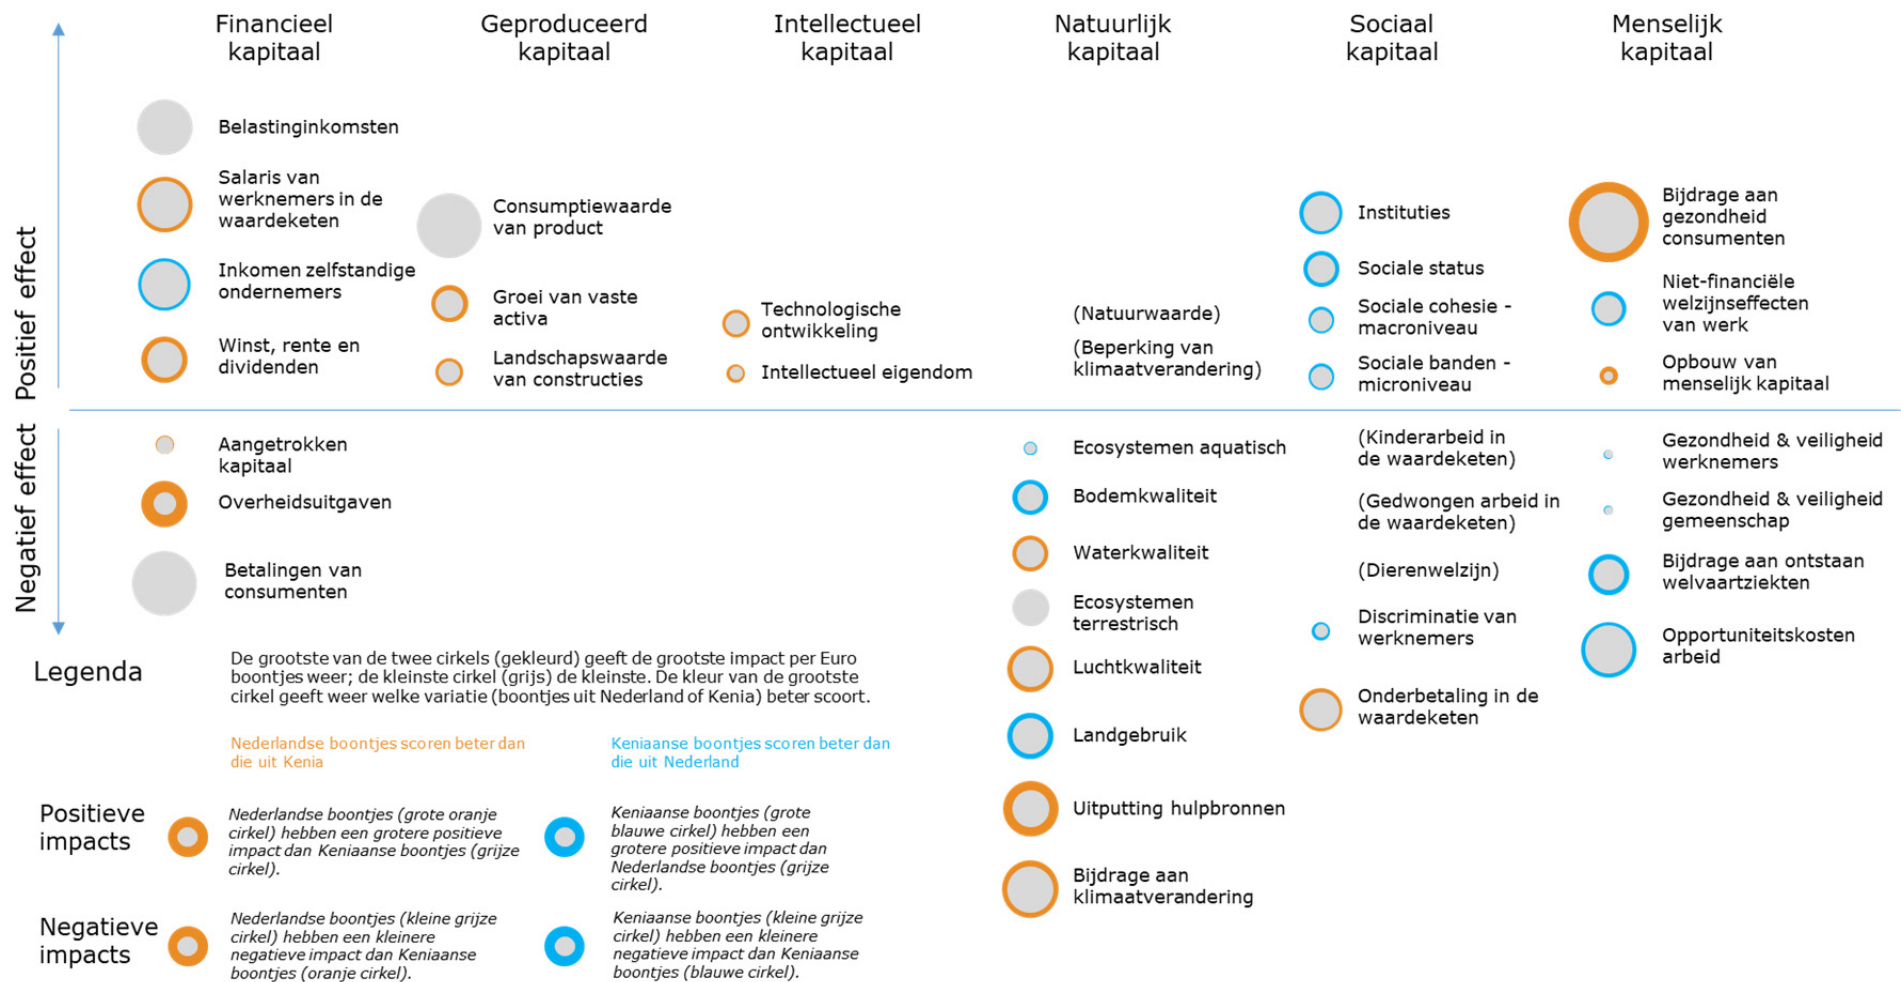 Financieel
kapitaal
Geproduceerd
kapitaal
Intellectueel
kapitaal
Natuurlijk
kapitaal
Sociaal
kapitaal
Menselijk
kapitaal
Positief effect
Belastinginkomsten
Salaris van
werknemers in de
waardeketen
Inkomen zelfstandige
ondernemers
Winst, rente en
dividenden
Consumptiewaarde
van product
Groei van vaste
activa
Landschapswaarde
van constructies
Technologische
ontwikkeling
Intellectueel eigendom
(Natuurwaarde)
(Beperking van
klimaatverandering)
Instituties
Sociale status
Sociale cohesie -
macroniveau
Sociale banden -
microniveau
Bijdrage aan
gezondheid
consumenten
Niet-financiële
welzijnseffecten
van werk
Opbouw van
menselijk kapitaal
Negatief effect
Aangetrokken
kapitaal
Overheidsuitgaven
Betalingen van
consumenten
Ecosystemen aquatisch
Bodemkwaliteit
Waterkwaliteit
Ecosystemen
terrestrisch
Luchtkwaliteit
Landgebruik
Uitputting hulpbronnen
Bijdrage aan
klimaatverandering
(Kinderarbeid in
de waardeketen)
(Gedwongen arbeid in
de waardeketen)
(Dierenwelzijn)
Discriminatie van
werknemers
Onderbetaling in de
waardeketen
Gezondheid & veiligheid
werknemers
Gezondheid & veiligheid
gemeenschap
Bijdrage aan ontstaan
welvaartziekten
Opportuniteitskosten
arbeid
Legenda
De grootste van de twee cirkels (gekleurd) geeft de grootste impact per Euro
boontjes weer; de kleinste cirkel (grijs) de kleinste. De kleur van de grootste
cirkel geeft weer welke variatie (boontjes uit Nederland of Kenia) beter scoort.
Nederlandse boontjes scoren beter dan
die uit Kenia
Keniaanse boontjes scoren beter dan
die uit Nederland
Positieve
impacts
Nederlandse boontjes (grote oranje
cirkel) hebben een grotere positieve
impact dan Keniaanse boontjes (grijze
cirkel).
Keniaanse boontjes (grote
blauwe cirkel) hebben een
grotere positieve impact dan
Nederlandse boontjes (grijze
cirkel).
Negatieve
impacts
Nederlandse boontjes (kleine grijze
cirkel) hebben een kleinere
negatieve impact dan Keniaanse
boontjes (oranje cirkel).
Keniaanse boontjes (kleine grijze
cirkel) hebben een kleinere
negatieve impact dan Keniaanse
boontjes (blauwe cirkel).